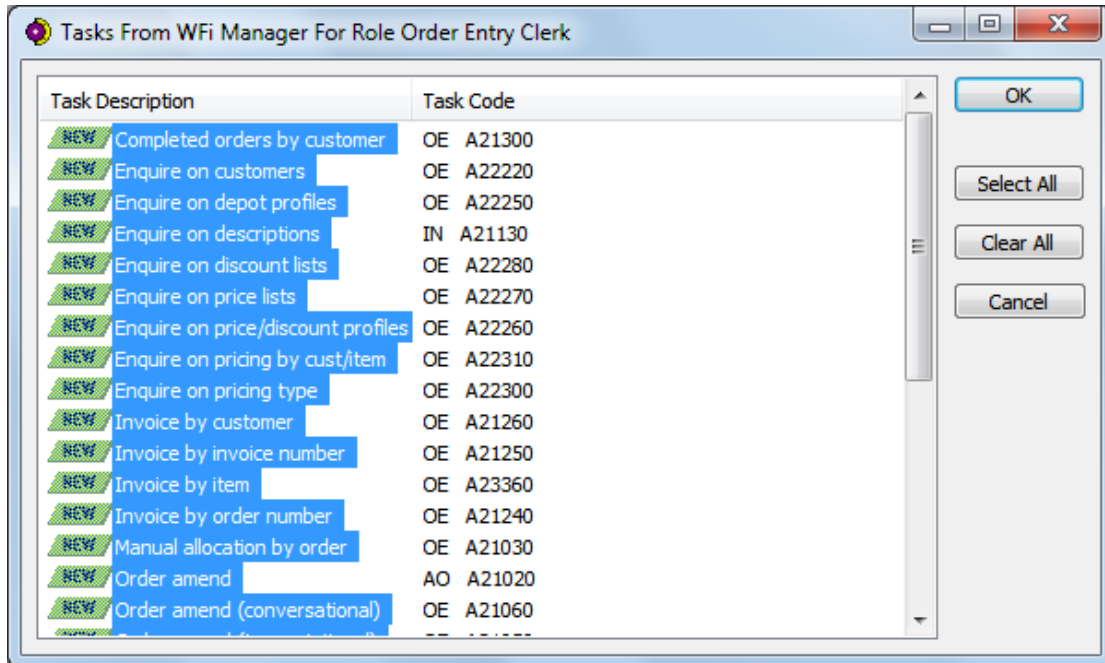 Tasks From WFi Manager For Role Order Entry Clerk
Task Description Task Code
NEW Completed orders by customer OE A21300
NEW Enquire on customers OE A22220
NEW Enquire on depot profiles OE A22250
NEW Enquire on descriptions IN A21130
NEW Enquire on discount lists OE A22280
NEW Enquire on price lists OE A22270
NEW Enquire on price/discount profiles OE A22260
NEW Enquire on pricing by cust/item OE A22310
NEW Enquire on pricing type OE A22300
NEW Invoice by customer OE A21260
NEW Invoice by invoice number OE A21250
NEW Invoice by item OE A23360
NEW Invoice by order number OE A21240
NEW Manual allocation by order OE A21030
NEW Order amend AO A21020
NEW Order amend (conversational) OE A21060
OK
Select All
Clear All
Cancel